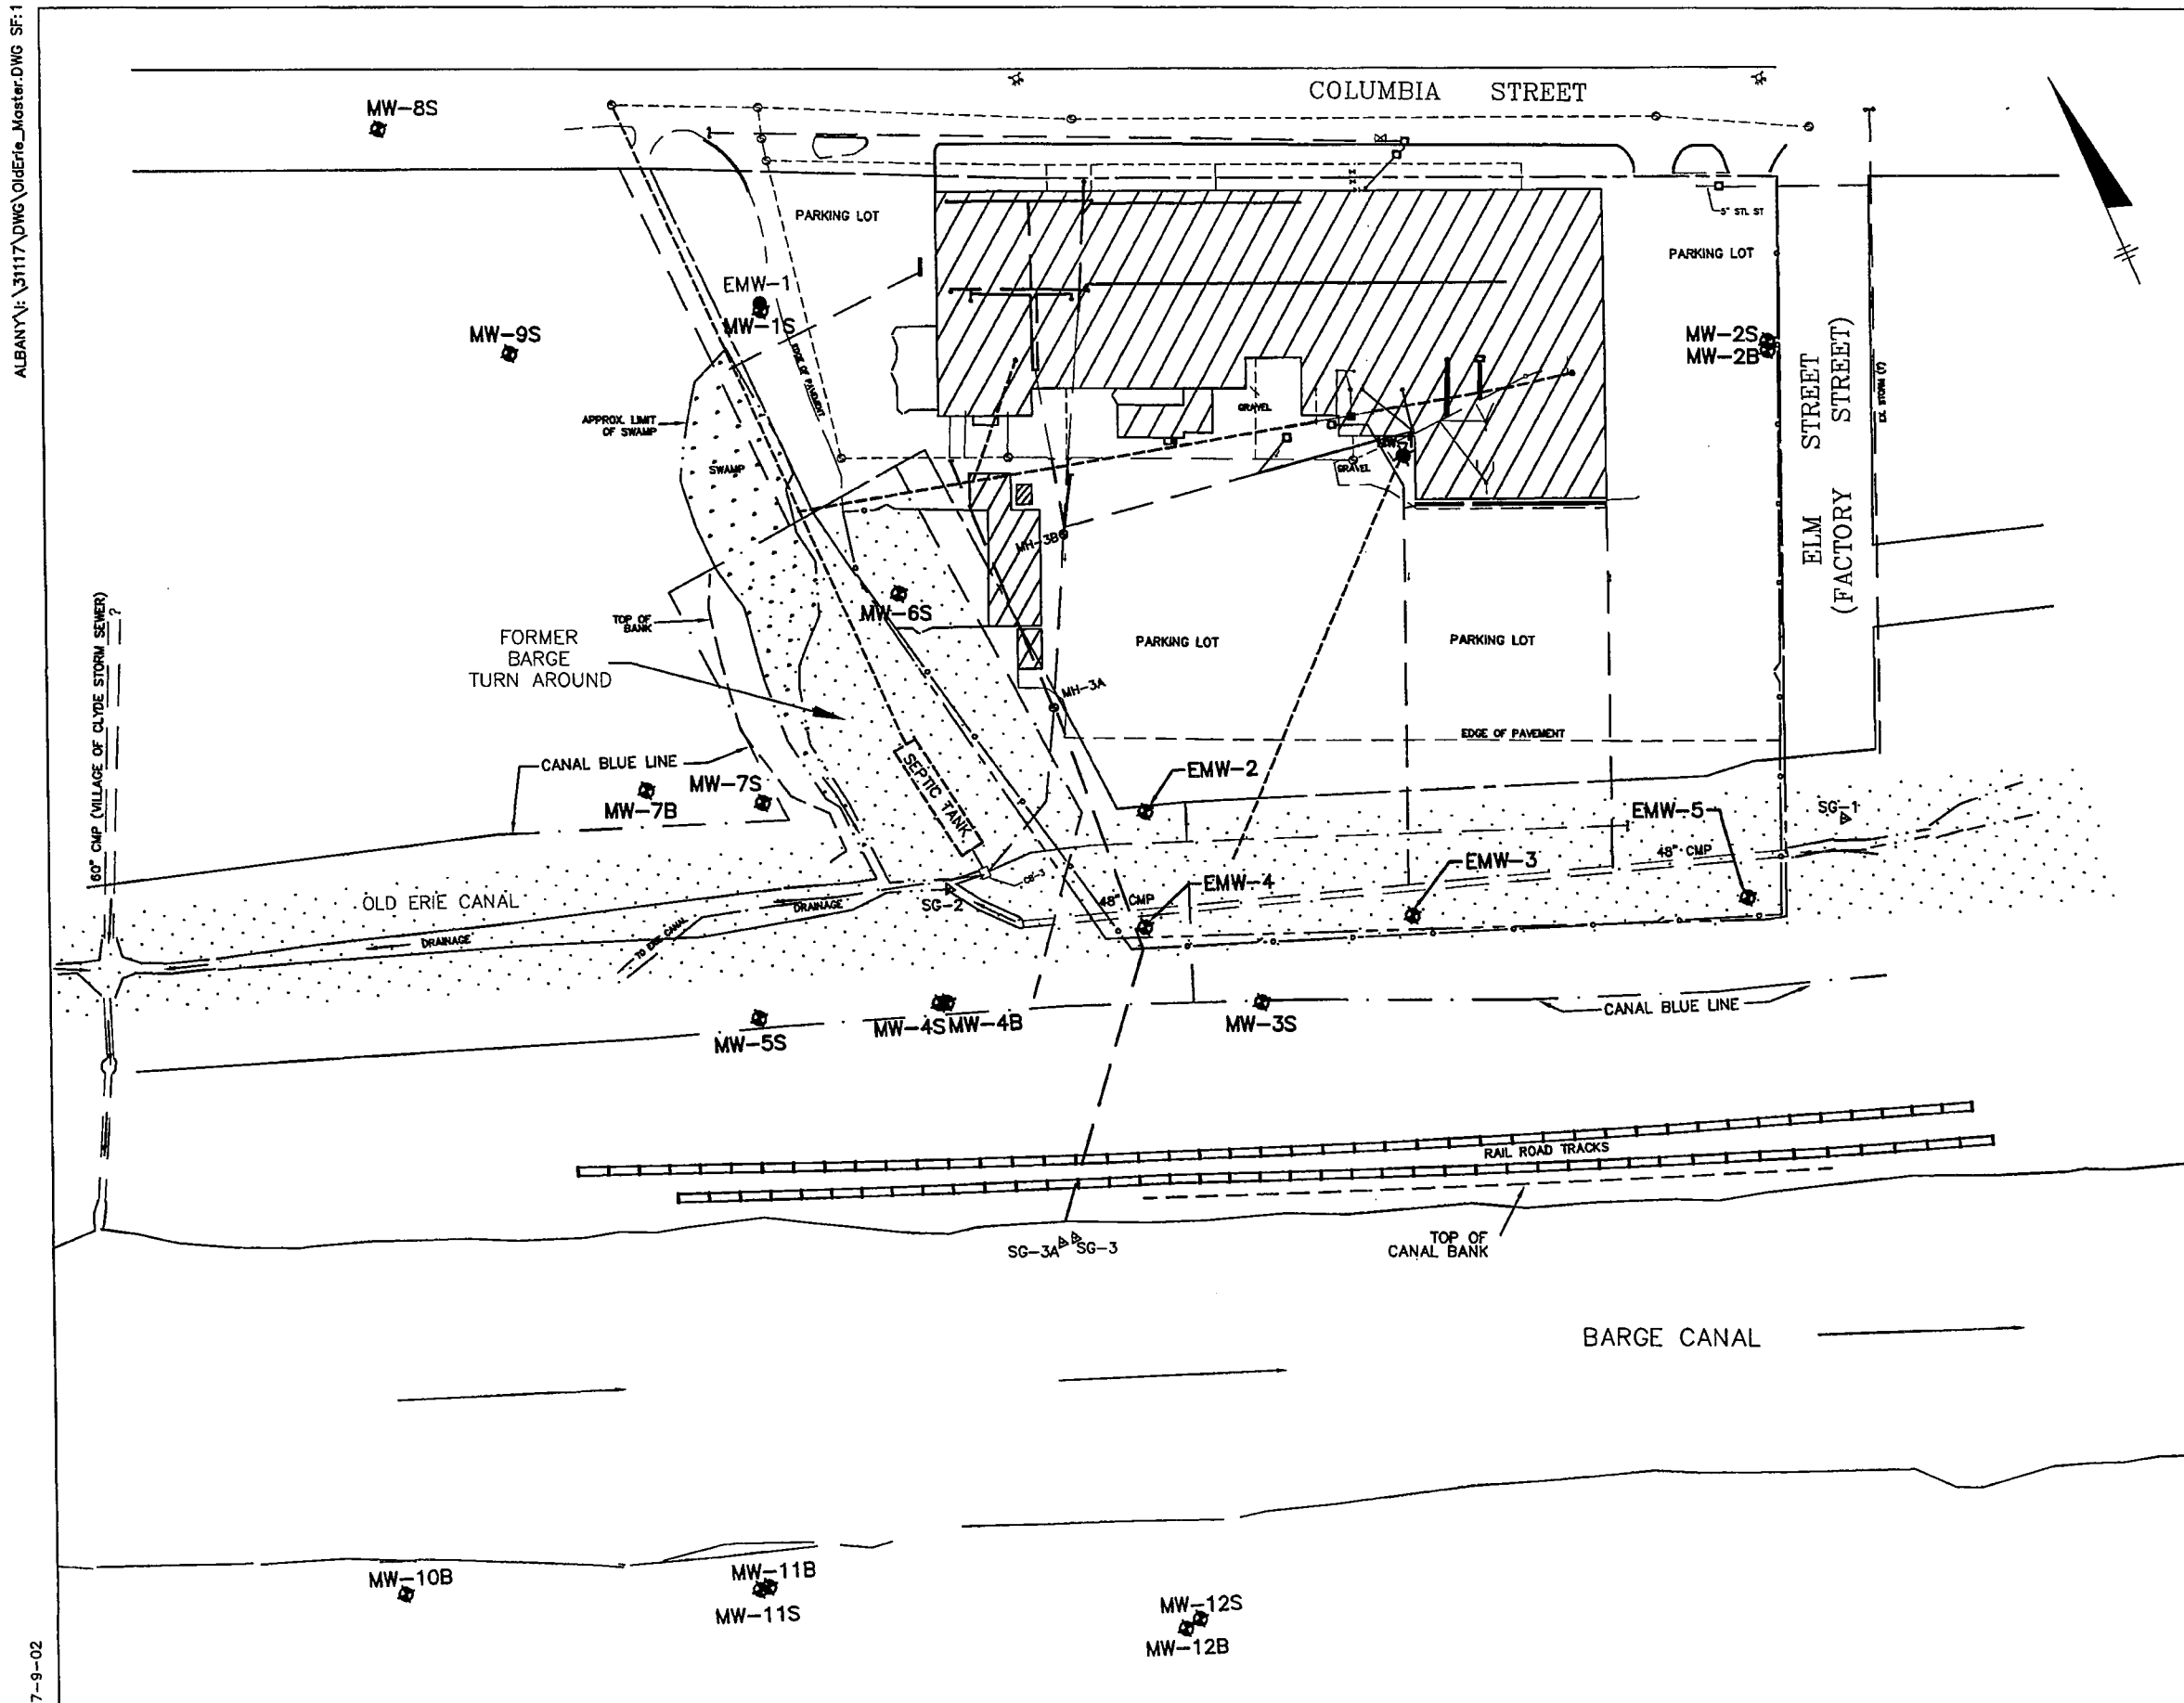 ALBANY\I:\31117\DWG\OldErie_Master.DWG SF:1
COLUMBIA STREET
MW-8S
PARKING LOT
5" STL ST
PARKING LOT
EMW-1
MW-1S
MW-9S
EDGE OF PAVEMENT
MW-2S
MW-2B
ELM STREET
(FACTORY STREET)
EX. STORM (?)
APPROX. LIMIT
OF SWAMP
SWAMP
GRAVEL
GRAVEL
MH-3B
60" CMP (VILLAGE OF CLYDE STORM SEWER)
?
TOP OF
BANK
MW-6S
FORMER
BARGE
TURN AROUND
PARKING LOT
PARKING LOT
MH-3A
EDGE OF PAVEMENT
CANAL BLUE LINE
MW-7S
MW-7B
SEPTIC TANK
EMW-2
EMW-5
SG-1
48" CMP
EMW-3
EMW-4
48" CMP
CB-3
SG-2
OLD ERIE CANAL
DRAINAGE
DRAINAGE
TO ERIE CANAL
CANAL BLUE LINE
MW-5S
MW-4S MW-4B
MW-3S
RAIL ROAD TRACKS
TOP OF
CANAL BANK
SG-3A SG-3
BARGE CANAL
MW-10B
MW-11B
MW-11S
MW-12S
MW-12B
7-9-02